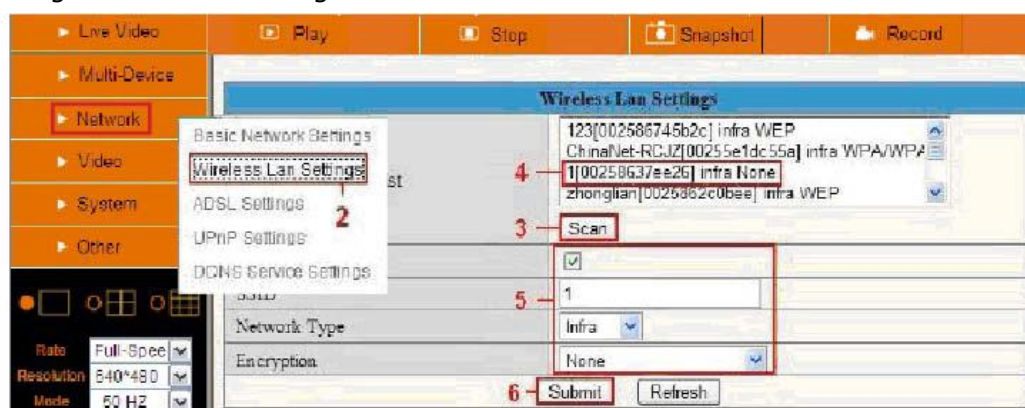 Live Video
Play
Stop
Snapshot
Record
Multi-Device
Wireless Lan Settings
Network
Basic Network Settings
123[002586745b2c] infra WEP
ChinaNet-RCJZ[00255e1dc55a] infra WPA/WPA
Video
Wireless Lan Settings
st
4
1[00258637ee26] infra None
2
zhonglian[0025862c0bee] infra WEP
System
ADSL Settings
3
Scan
UPnP Settings
Other
DDNS Service Settings
SSID
5
1
Network Type
Infra
Rate
Full-Spee
Encryption
None
Resolution
640*480
6
Submit
Refresh
Mode
50 HZ